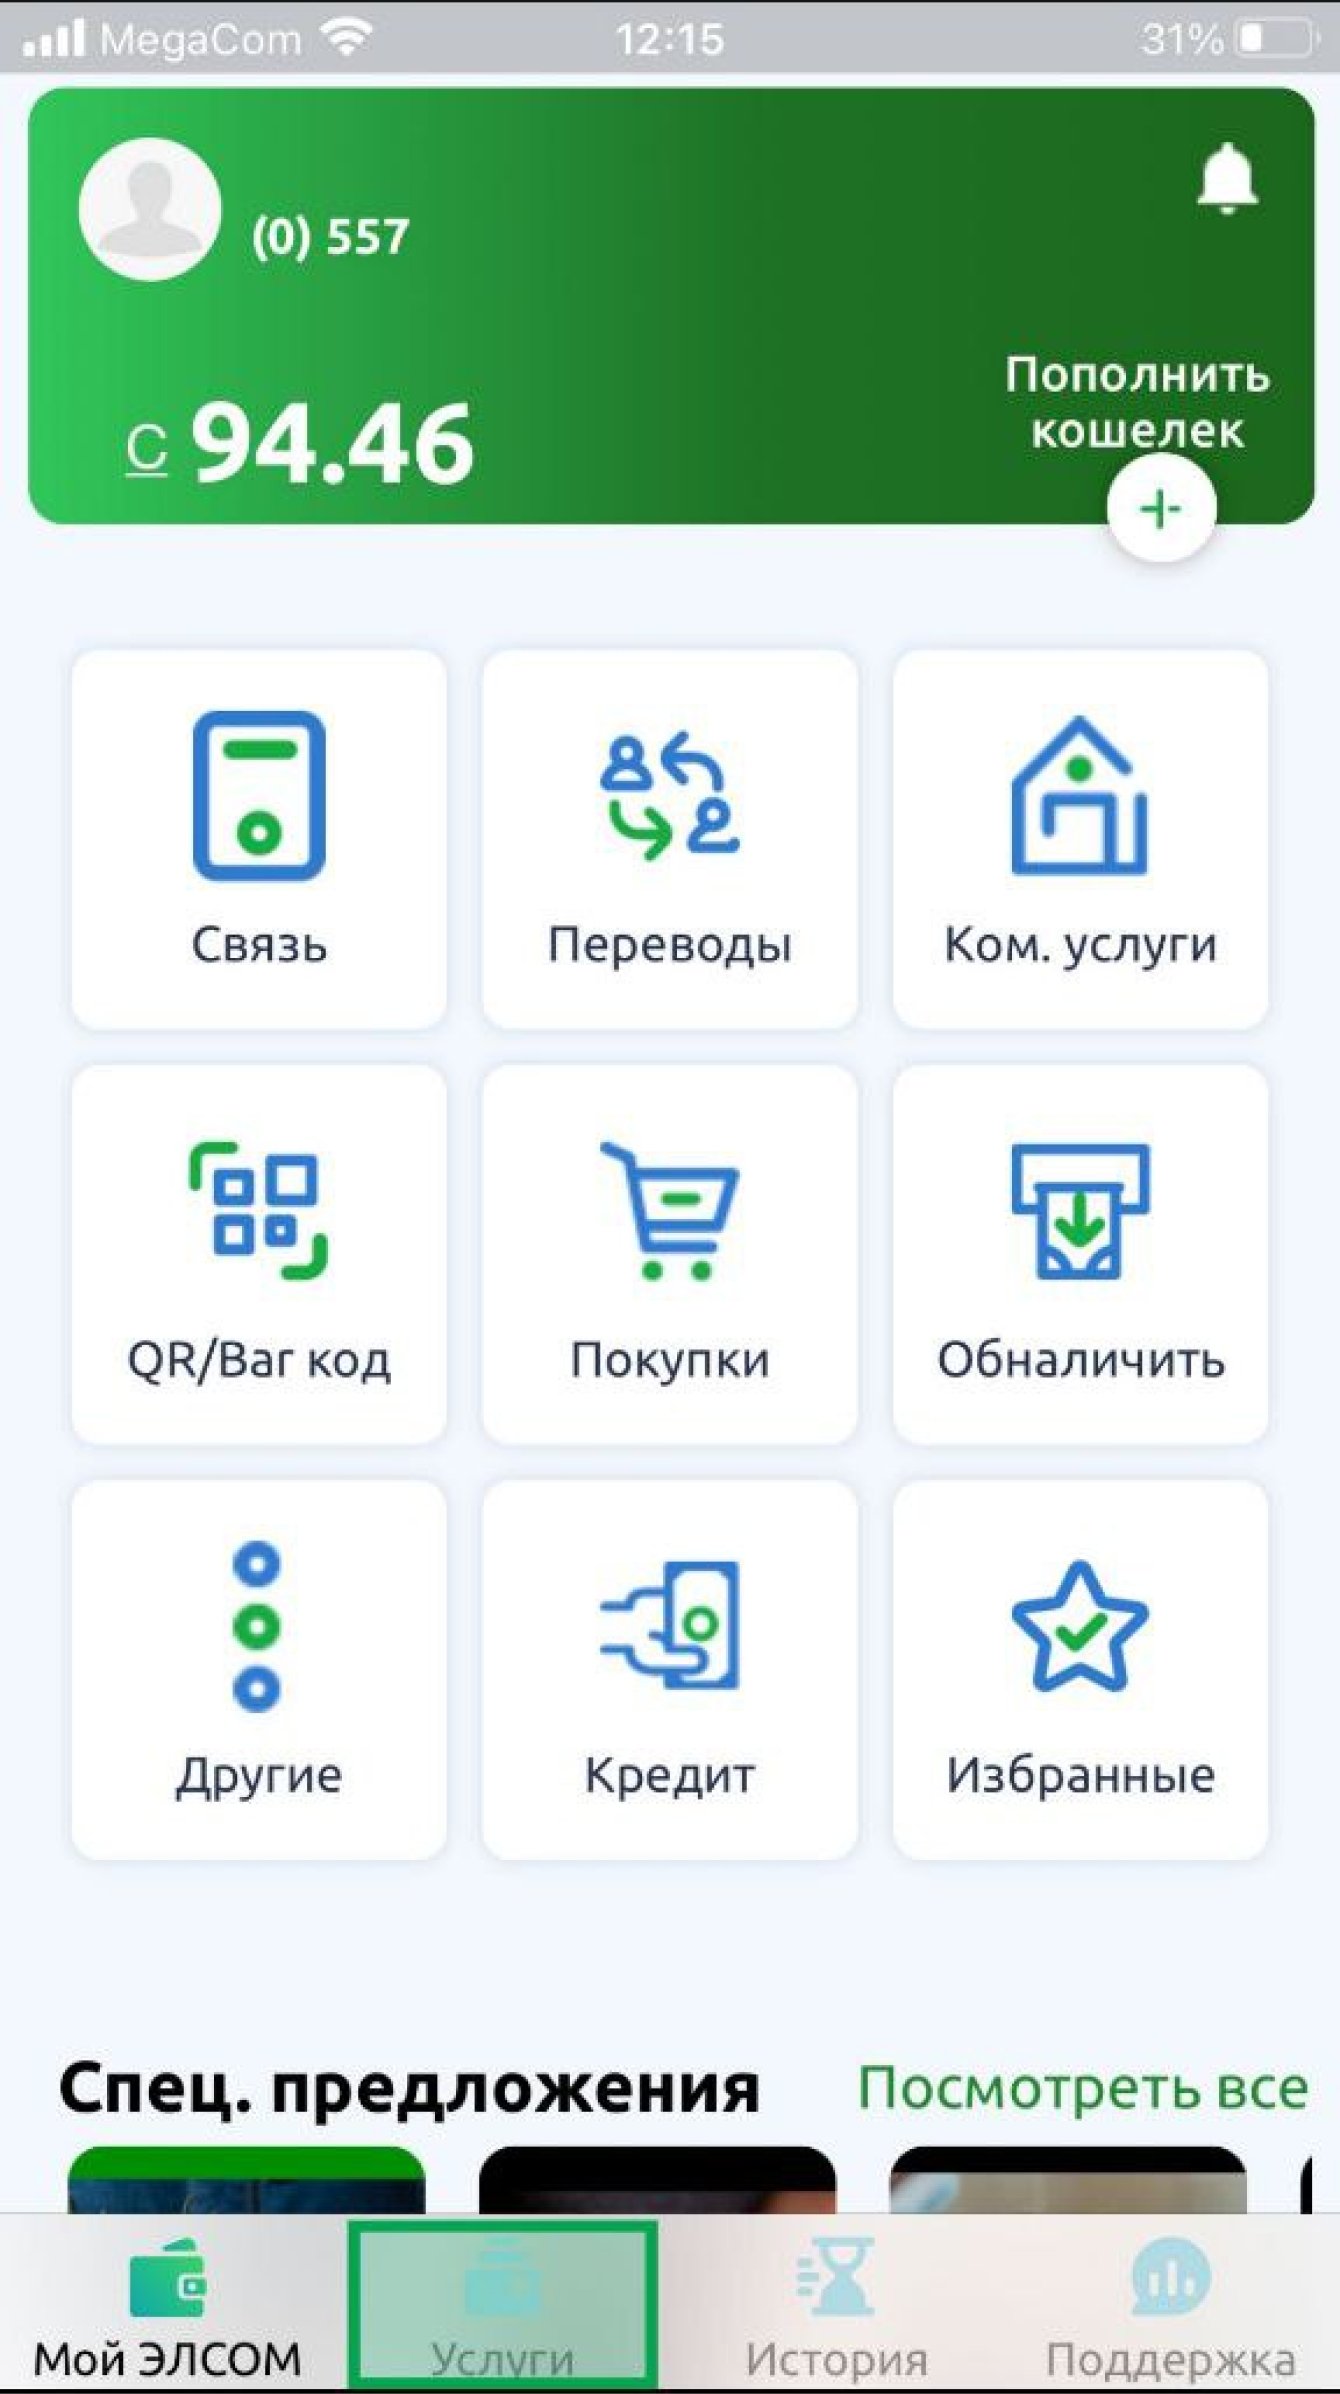 MegaCom 12:15 31%
(0) 557
Пополнить
кошелек
С 94.46
Связь Переводы Ком. услуги
QR/Bar код Покупки Обналичить
Другие Кредит Избранные
Спец. предложения Посмотреть все
Мой ЭЛСОМ Услуги История Поддержка